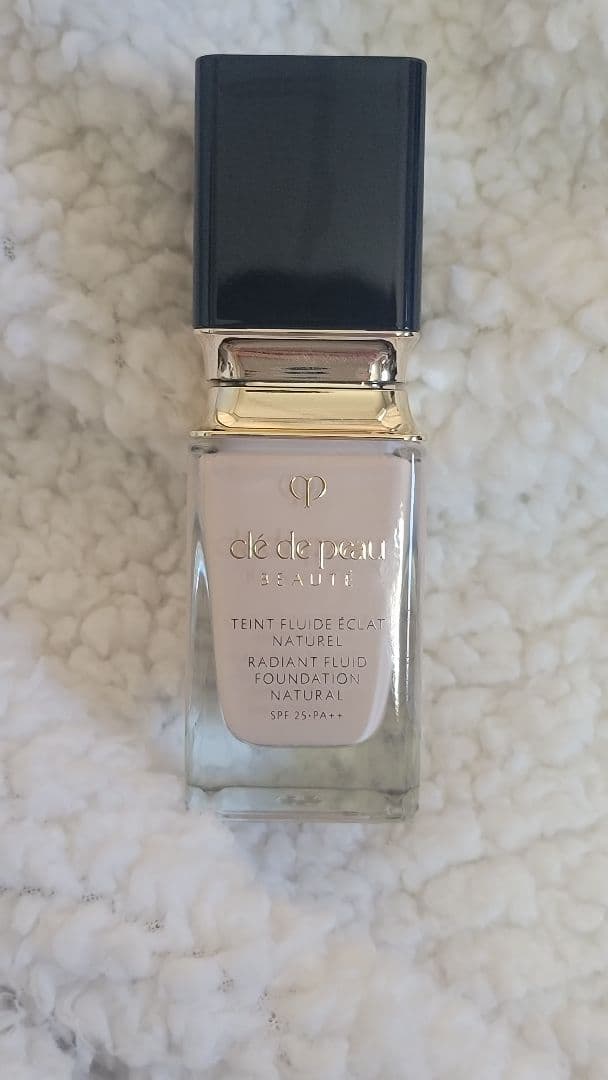 clé de peau
BEAUTÉ
TEINT FLUIDE ÉCLAT
NATUREL
RADIANT FLUID
FOUNDATION
NATURAL
SPF 25·PA++